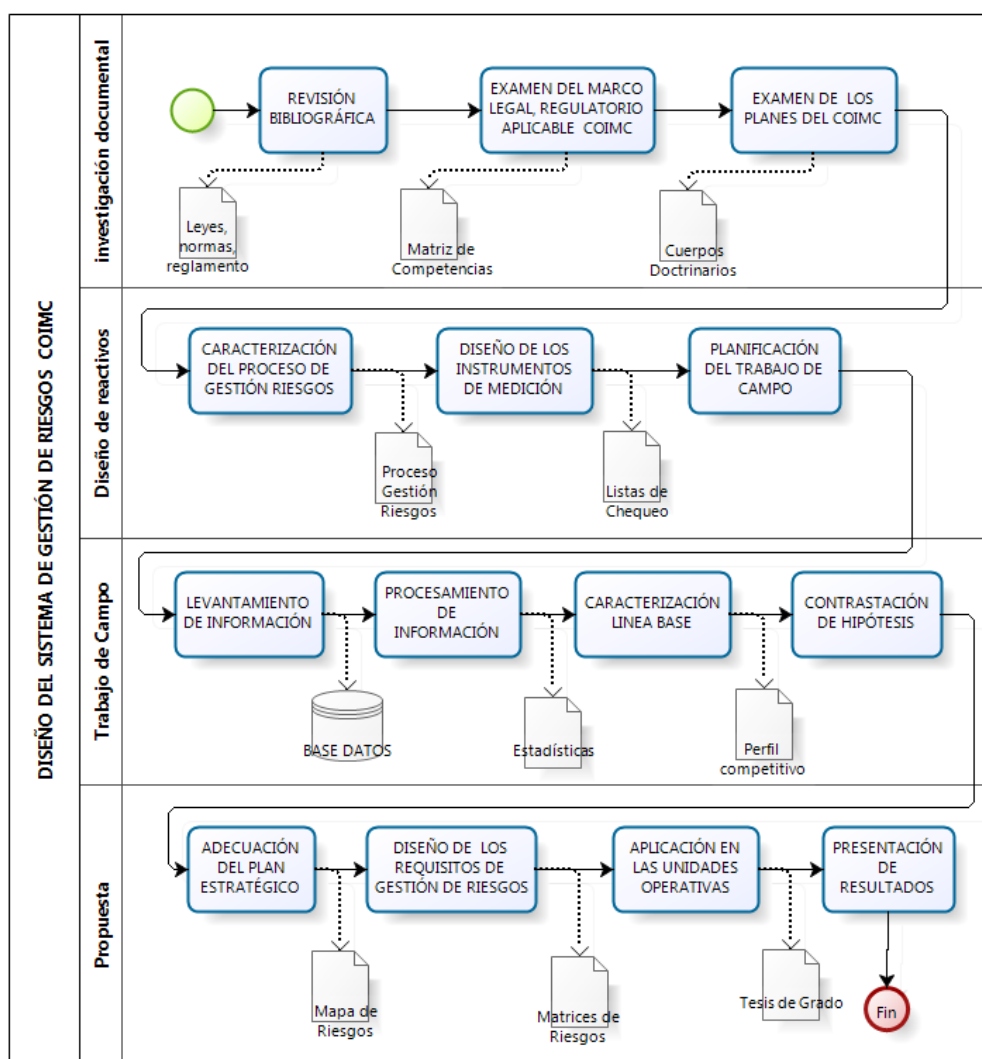 DISEÑO DEL SISTEMA DE GESTIÓN DE RIESGOS COIMC
investigación documental
REVISIÓN
BIBLIOGRÁFICA
EXAMEN DEL MARCO
LEGAL, REGULATORIO
APLICABLE COIMC
EXAMEN DE LOS
PLANES DEL COIMC
Leyes,
normas,
reglamento
Matriz de
Competencias
Cuerpos
Doctrinarios
Diseño de reactivos
CARACTERIZACIÓN
DEL PROCESO DE
GESTIÓN RIESGOS
DISEÑO DE LOS
INSTRUMENTOS
DE MEDICIÓN
PLANIFICACIÓN
DEL TRABAJO DE
CAMPO
Proceso
Gestión
Riesgos
Listas de
Chequeo
Trabajo de Campo
LEVANTAMIENTO
DE INFORMACIÓN
PROCESAMIENTO
DE
INFORMACIÓN
CARACTERIZACIÓN
LINEA BASE
CONTRASTACIÓN
DE HIPÓTESIS
BASE DATOS
Estadísticas
Perfil
competitivo
Propuesta
ADECUACIÓN
DEL PLAN
ESTRATÉGICO
DISEÑO DE LOS
REQUISITOS DE
GESTIÓN DE RIESGOS
APLICACIÓN EN
LAS UNIDADES
OPERATIVAS
PRESENTACIÓN
DE
RESULTADOS
Mapa de
Riesgos
Matrices de
Riesgos
Tesis de Grado
Fin